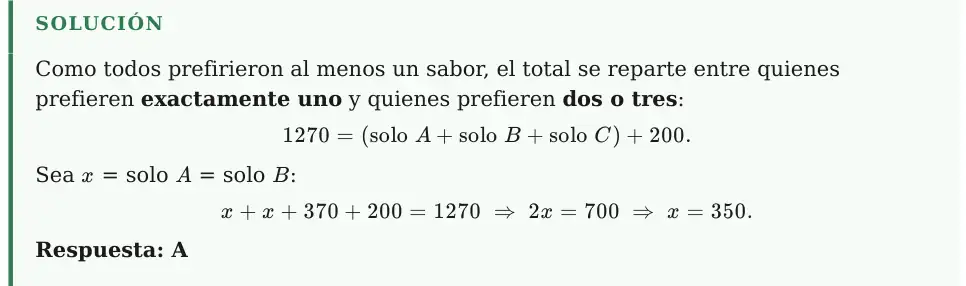 SOLUCIÓN
Como todos prefirieron al menos un sabor, el total se reparte entre quienes
prefieren exactamente uno y quienes prefieren dos o tres:
1270 = (solo A + solo B + solo C) + 200.
Sea x = solo A = solo B:
x + x + 370 + 200 = 1270 ⇒ 2x = 700 ⇒ x = 350.
Respuesta: A